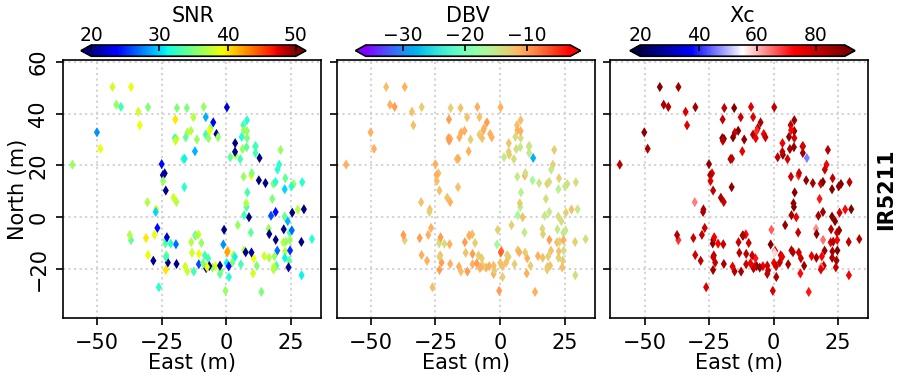 SNR DBV Xc
20 30 40 50 −30 −20 −10 20 40 60 80
60
40
20
0
−20
North (m)
IR5211
−50 −25 0 25 −50 −25 0 25 −50 −25 0 25
East (m) East (m) East (m)